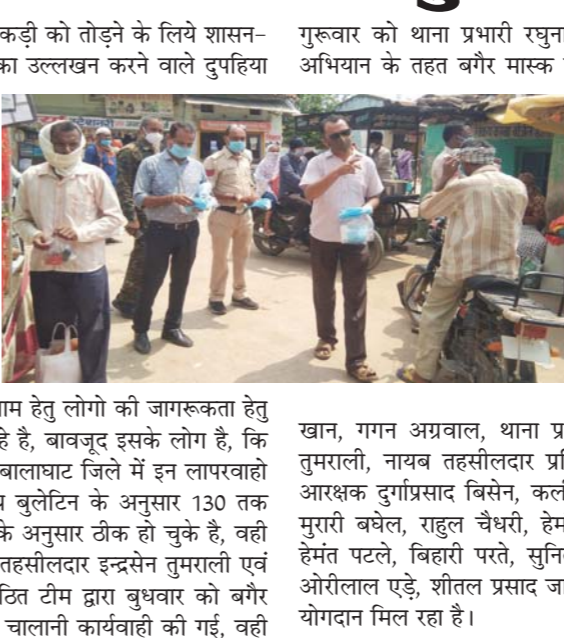 कड़ी को तोड़ने के लिये शासन-
का उल्लखन करने वाले दुपहिया
ाम हेतु लोगो की जागरूकता हेतु
हे है, बावजूद इसके लोग है, कि
बालाघाट जिले में इन लापरवाहो
बुलेटिन के अनुसार 130 तक
के अनुसार ठीक हो चुके है, वही
तहसीलदार इन्द्रसेन तुमराली एवं
ठित टीम द्वारा बुधवार को बगैर
चालानी कार्यवाही की गई, वही
गुरूवार को थाना प्रभारी रघुना
अभियान के तहत बगैर मास्क
खान, गगन अग्रवाल, थाना प्र
तुमराली, नायब तहसीलदार प्रि
आरक्षक दुर्गाप्रसाद बिसेन, कली
मुरारी बघेल, राहुल चैधरी, हेम
हेमंत पटले, बिहारी परते, सुनि
ओरीलाल एड़े, शीतल प्रसाद जा
योगदान मिल रहा है।